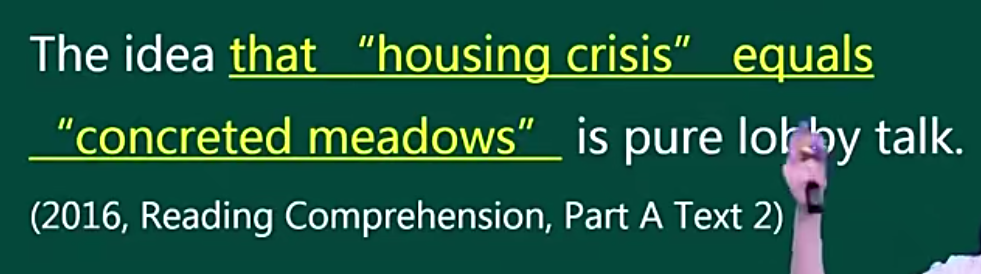 The idea that “housing crisis” equals
“concreted meadows” is pure lobby talk.
(2016, Reading Comprehension, Part A Text 2)